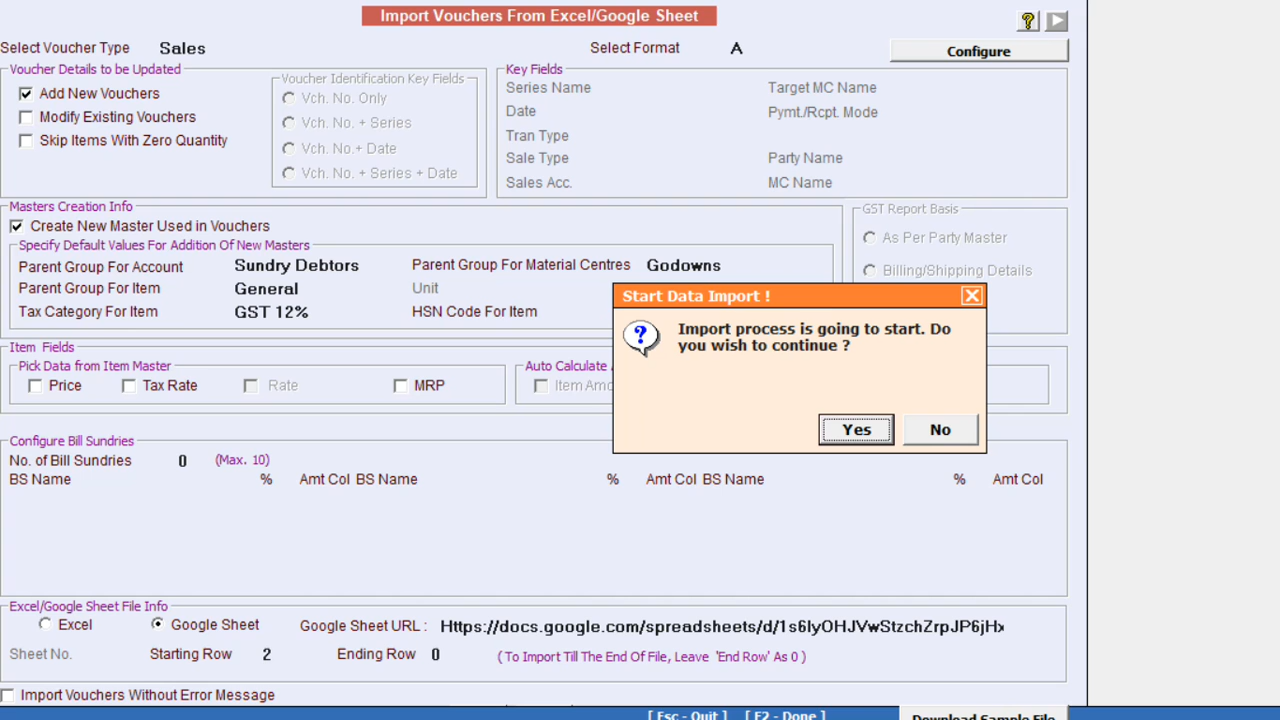 Import Vouchers From Excel/Google Sheet
Select Voucher Type Sales Select Format A Configure
Voucher Details to be Updated
Add New Vouchers
Modify Existing Vouchers
Skip Items With Zero Quantity
Voucher Identification Key Fields
Vch. No. Only
Vch. No. + Series
Vch. No.+ Date
Vch. No. + Series + Date
Key Fields
Series Name Target MC Name
Date Pymt./Rcpt. Mode
Tran Type
Sale Type Party Name
Sales Acc. MC Name
Masters Creation Info
Create New Master Used in Vouchers
Specify Default Values For Addition Of New Masters
Parent Group For Account Sundry Debtors Parent Group For Material Centres Godowns
Parent Group For Item General Unit
Tax Category For Item GST 12% HSN Code For Item
GST Report Basis
As Per Party Master
Billing/Shipping Details
Start Data Import !
Import process is going to start. Do
you wish to continue ?
Yes No
Item Fields
Pick Data from Item Master
Price Tax Rate Rate MRP
Auto Calculate
Item
Configure Bill Sundries
No. of Bill Sundries 0 (Max. 10)
BS Name % Amt Col BS Name % Amt Col BS Name % Amt Col
Excel/Google Sheet File Info
Excel Google Sheet Google Sheet URL : Https://docs.google.com/spreadsheets/d/1s6IyOHJVwStzchZrpJP6jHx
Sheet No. Starting Row 2 Ending Row 0 ( To Import Till The End Of File, Leave 'End Row' As 0 )
Import Vouchers Without Error Message
[ Esc - Quit ] [ F2 - Done ] Download Sample File